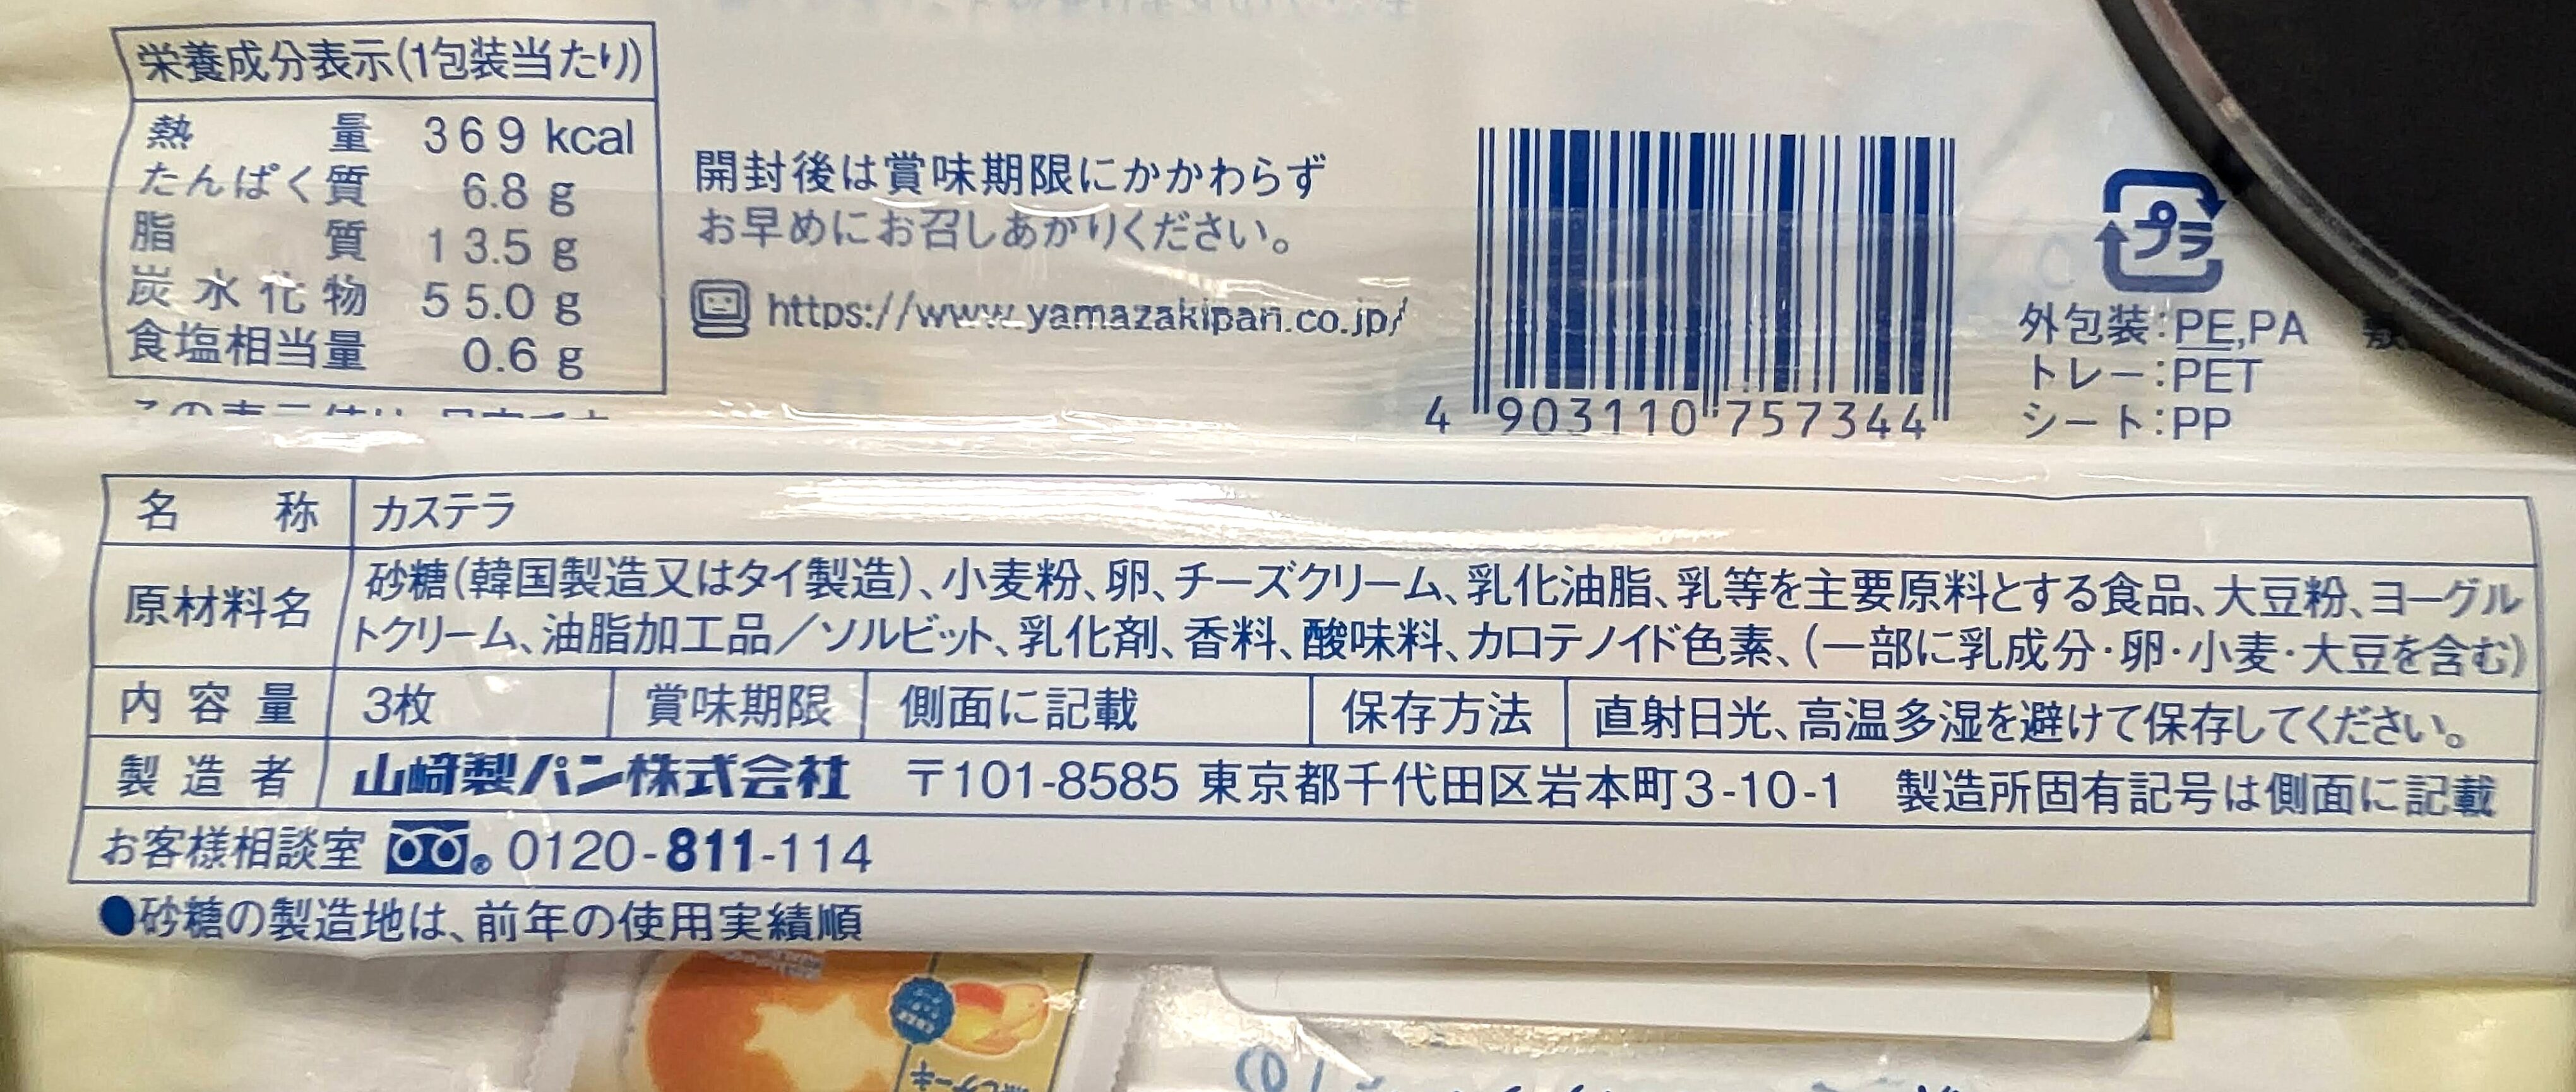 栄養成分表示(1包装当たり)
熱量 369 kcal
たんぱく質 6.8 g
脂質 13.5 g
炭水化物 55.0 g
食塩相当量 0.6 g
開封後は賞味期限にかかわらず
お早めにお召しあがりください。
https://www.yamazakipan.co.jp/
4 903110 757344
プラ
外包装:PE,PA
トレー:PET
シート:PP
名称 カステラ
原材料名 砂糖(韓国製造又はタイ製造)、小麦粉、卵、チーズクリーム、乳化油脂、乳等を主要原料とする食品、大豆粉、ヨーグル
トクリーム、油脂加工品／ソルビット、乳化剤、香料、酸味料、カロテノイド色素、(一部に乳成分・卵・小麦・大豆を含む)
内容量 3枚 賞味期限 側面に記載 保存方法 直射日光、高温多湿を避けて保存してください。
製造者 山崎製パン株式会社 〒101-8585 東京都千代田区岩本町3-10-1 製造所固有記号は側面に記載
お客様相談室 ® 0120-811-114
●砂糖の製造地は、前年の使用実績順